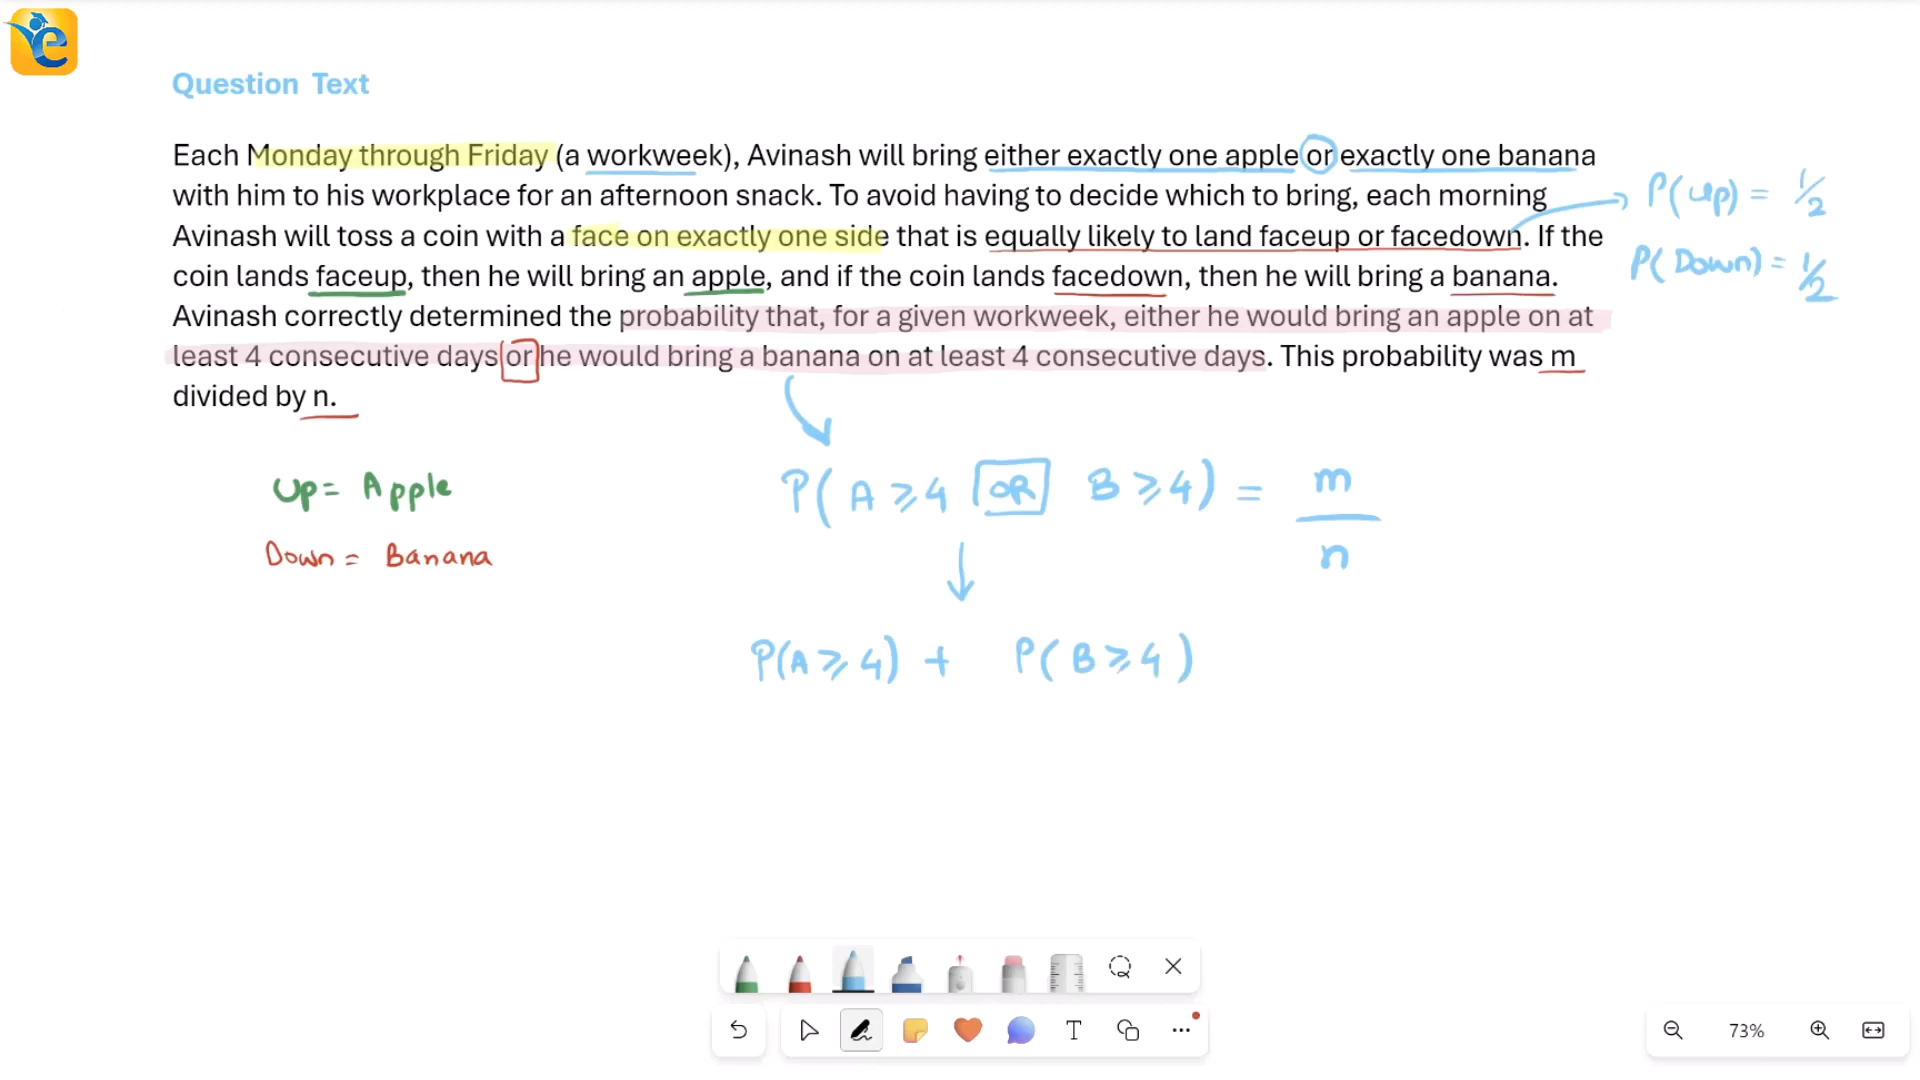 Question Text
Each Monday through Friday (a workweek), Avinash will bring either exactly one apple or exactly one banana
with him to his workplace for an afternoon snack. To avoid having to decide which to bring, each morning
Avinash will toss a coin with a face on exactly one side that is equally likely to land faceup or facedown. If the
coin lands faceup, then he will bring an apple, and if the coin lands facedown, then he will bring a banana.
Avinash correctly determined the probability that, for a given workweek, either he would bring an apple on at
least 4 consecutive days or he would bring a banana on at least 4 consecutive days. This probability was m
divided by n.
P(up) = 1/2
P(Down) = 1/2
Up = Apple
Down = Banana
P( A ⩾ 4 OR B ⩾ 4) = m/n
P(A ⩾ 4) + P( B ⩾ 4 )
T
73%